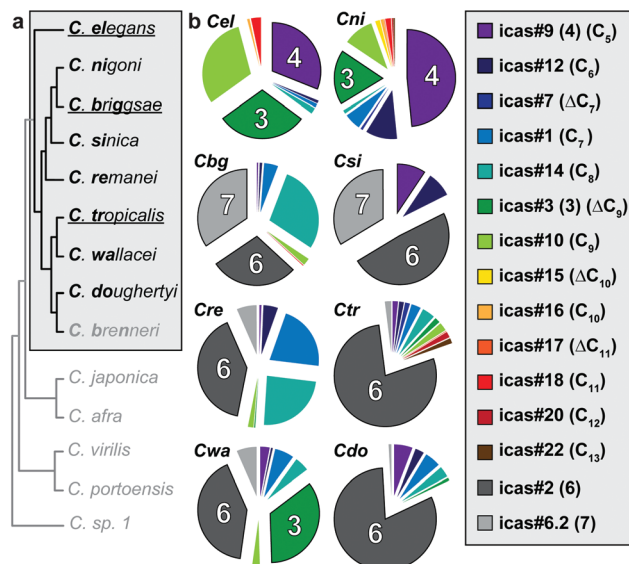 a
C. elegans
C. nigoni
C. briggsae
C. sinica
C. remanei
C. tropicalis
C. wallacei
C. doughertyi
C. brenneri
C. japonica
C. afra
C. virilis
C. portoensis
C. sp. 1
b
Cel
4
3
Cni
4
3
Cbg
7
6
Csi
7
6
Cre
6
Ctr
6
Cwa
6
3
Cdo
6
icas#9 (4) (C₅)
icas#12 (C₆)
icas#7 (ΔC₇)
icas#1 (C₇)
icas#14 (C₈)
icas#3 (3) (ΔC₉)
icas#10 (C₉)
icas#15 (ΔC₁₀)
icas#16 (C₁₀)
icas#17 (ΔC₁₁)
icas#18 (C₁₁)
icas#20 (C₁₂)
icas#22 (C₁₃)
icas#2 (6)
icas#6.2 (7)